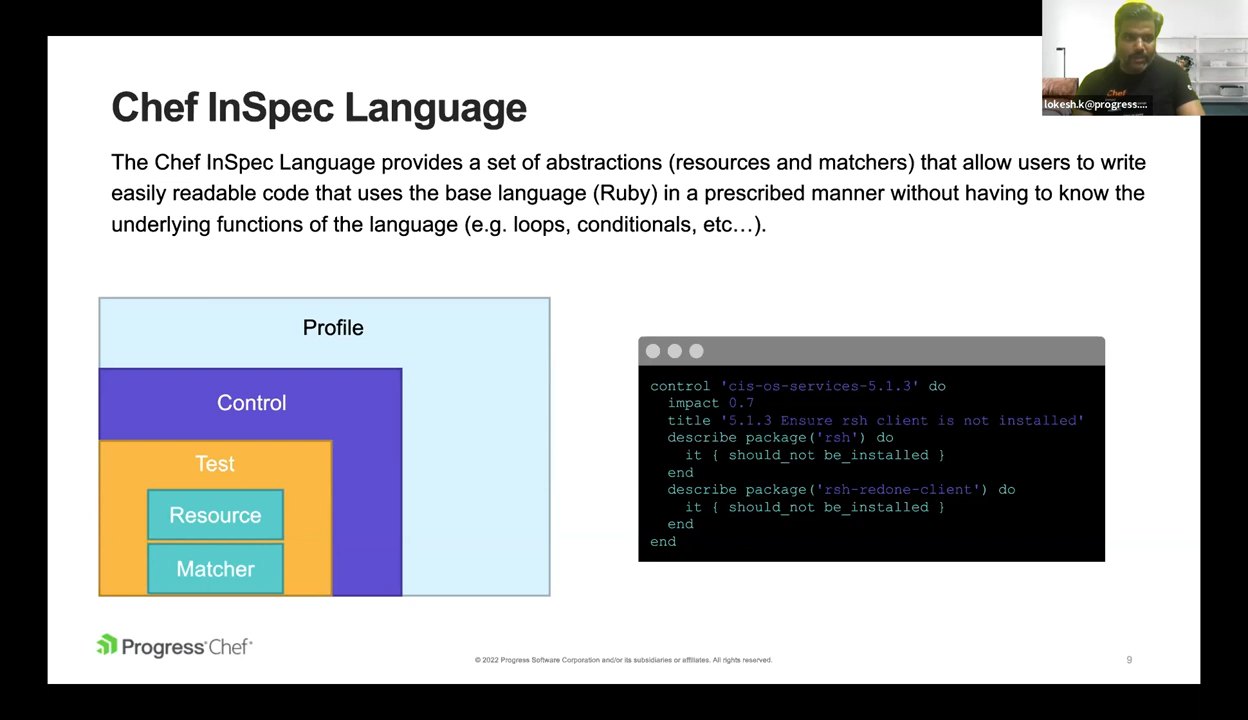 Chef InSpec Language
The Chef InSpec Language provides a set of abstractions (resources and matchers) that allow users to write
easily readable code that uses the base language (Ruby) in a prescribed manner without having to know the
underlying functions of the language (e.g. loops, conditionals, etc…).
Profile
Control
Test
Resource
Matcher
control 'cis-os-services-5.1.3' do
  impact 0.7
  title '5.1.3 Ensure rsh client is not installed'
  describe package('rsh') do
    it { should_not be_installed }
  end
  describe package('rsh-redone-client') do
    it { should_not be_installed }
  end
end
Progress Chef
© 2022 Progress Software Corporation and/or its subsidiaries or affiliates. All rights reserved.
9
Chef
lokesh.k@progress....